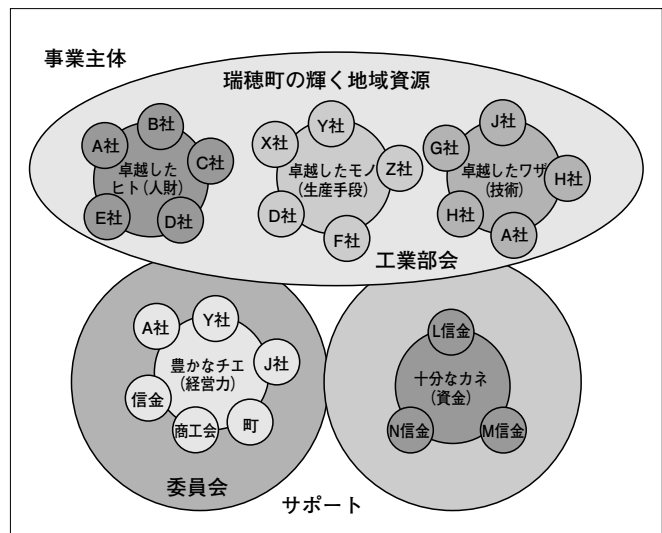 事業主体
瑞穂町の輝く地域資源
A社
B社
C社
D社
E社
卓越した
ヒト(人財)
X社
Y社
Z社
F社
D社
卓越したモノ
(生産手段)
G社
J社
H社
A社
H社
卓越したワザ
(技術)
工業部会
A社
Y社
J社
町
商工会
信金
豊かなチエ
(経営力)
委員会
L信金
M信金
N信金
十分なカネ
(資金)
サポート